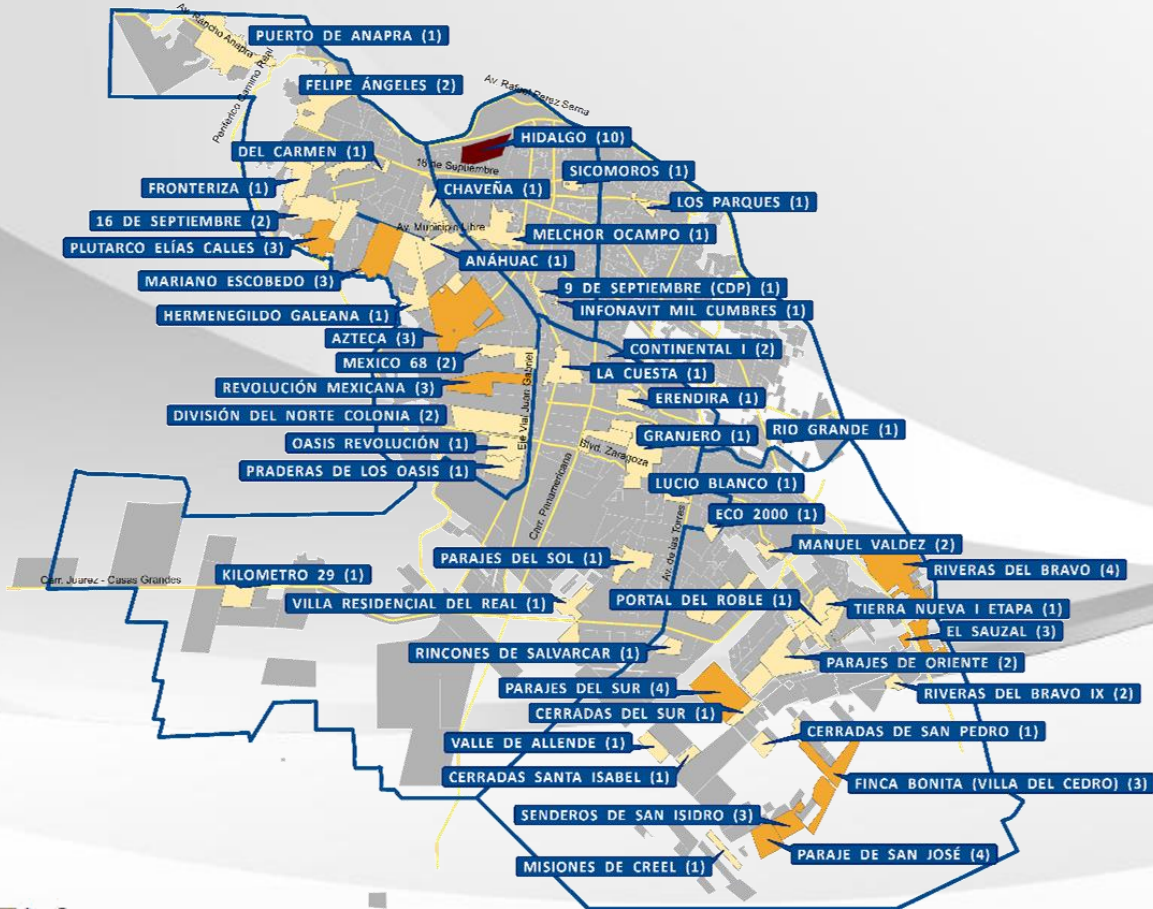 Av. Rancho Anapra
PUERTO DE ANAPRA (1)
Periferico Camino Real
FELIPE ÁNGELES (2)
Av. Rafael Perez Serna
HIDALGO (10)
DEL CARMEN (1)
16 de Septiembre
SICOMOROS (1)
FRONTERIZA (1)
CHAVEÑA (1)
LOS PARQUES (1)
16 DE SEPTIEMBRE (2)
Av. Municipio Libre
MELCHOR OCAMPO (1)
PLUTARCO ELÍAS CALLES (3)
ANÁHUAC (1)
MARIANO ESCOBEDO (3)
9 DE SEPTIEMBRE (CDP) (1)
HERMENEGILDO GALEANA (1)
INFONAVIT MIL CUMBRES (1)
AZTECA (3)
CONTINENTAL I (2)
MEXICO 68 (2)
LA CUESTA (1)
REVOLUCIÓN MEXICANA (3)
Eje Vial Juan Gabriel
ERENDIRA (1)
DIVISIÓN DEL NORTE COLONIA (2)
GRANJERO (1)
RIO GRANDE (1)
OASIS REVOLUCIÓN (1)
Blvd. Zaragoza
PRADERAS DE LOS OASIS (1)
LUCIO BLANCO (1)
Carr. Panamericana
ECO 2000 (1)
Av. de las Torres
MANUEL VALDEZ (2)
PARAJES DEL SOL (1)
RIVERAS DEL BRAVO (4)
Carr. Juarez - Casas Grandes
KILOMETRO 29 (1)
VILLA RESIDENCIAL DEL REAL (1)
PORTAL DEL ROBLE (1)
TIERRA NUEVA I ETAPA (1)
EL SAUZAL (3)
RINCONES DE SALVARCAR (1)
PARAJES DE ORIENTE (2)
PARAJES DEL SUR (4)
RIVERAS DEL BRAVO IX (2)
CERRADAS DEL SUR (1)
CERRADAS DE SAN PEDRO (1)
VALLE DE ALLENDE (1)
CERRADAS SANTA ISABEL (1)
FINCA BONITA (VILLA DEL CEDRO) (3)
SENDEROS DE SAN ISIDRO (3)
PARAJE DE SAN JOSÉ (4)
MISIONES DE CREEL (1)